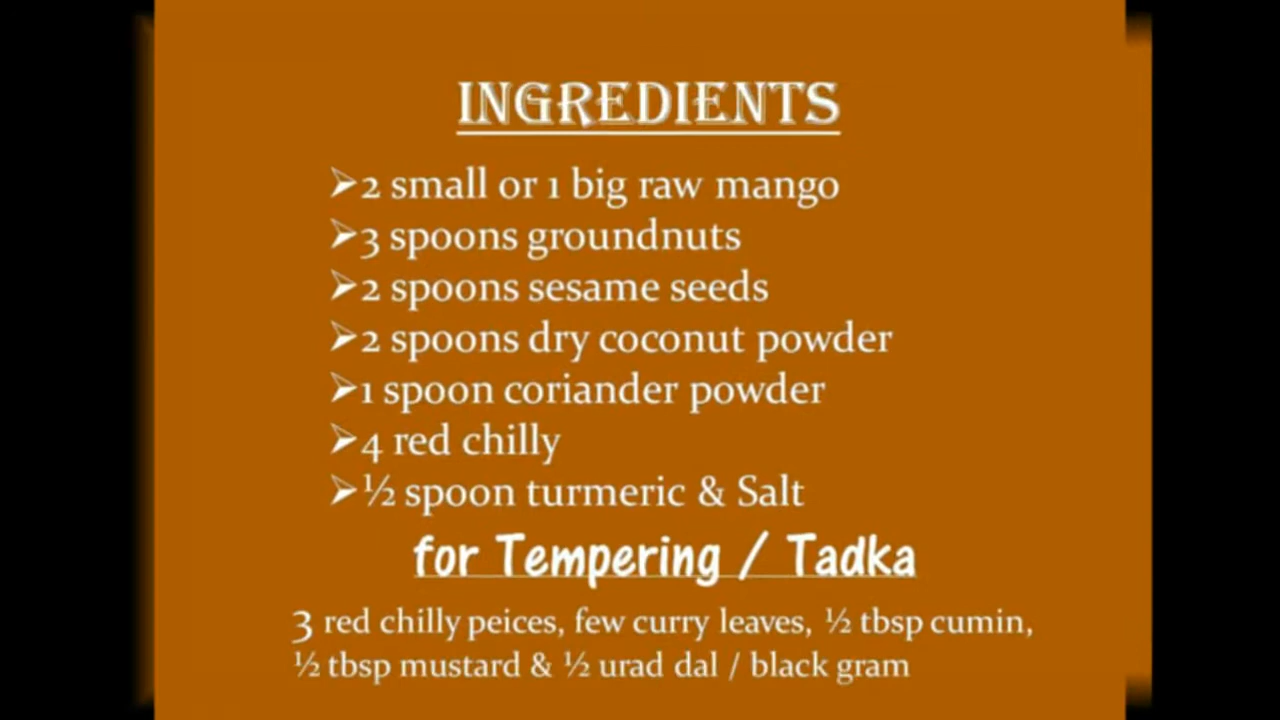 INGREDIENTS
➢2 small or 1 big raw mango
➢3 spoons groundnuts
➢2 spoons sesame seeds
➢2 spoons dry coconut powder
➢1 spoon coriander powder
➢4 red chilly
➢½ spoon turmeric & Salt
for Tempering / Tadka
3 red chilly peices, few curry leaves, ½ tbsp cumin,
½ tbsp mustard & ½ urad dal / black gram